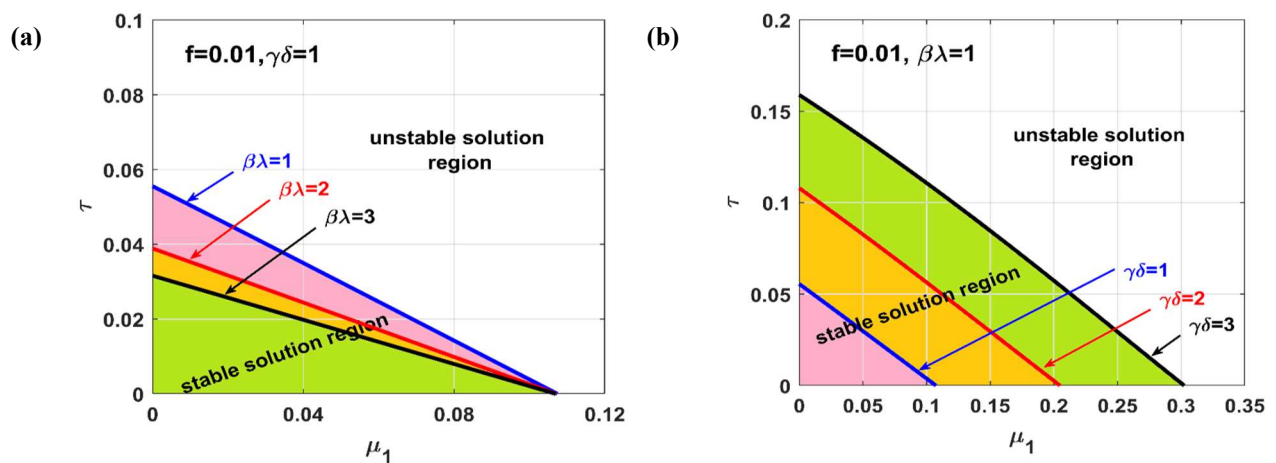 (a)
f=0.01,γδ=1
unstable solution
region
βλ=1
βλ=2
βλ=3
stable solution region
0.1
0.08
0.06
0.04
0.02
0
τ
0 0.04 0.08 0.12
μ1
(b)
f=0.01, βλ=1
unstable solution
region
γδ=1
γδ=2
γδ=3
stable solution region
0.2
0.15
0.1
0.05
0
τ
0 0.05 0.1 0.15 0.2 0.25 0.3 0.35
μ1